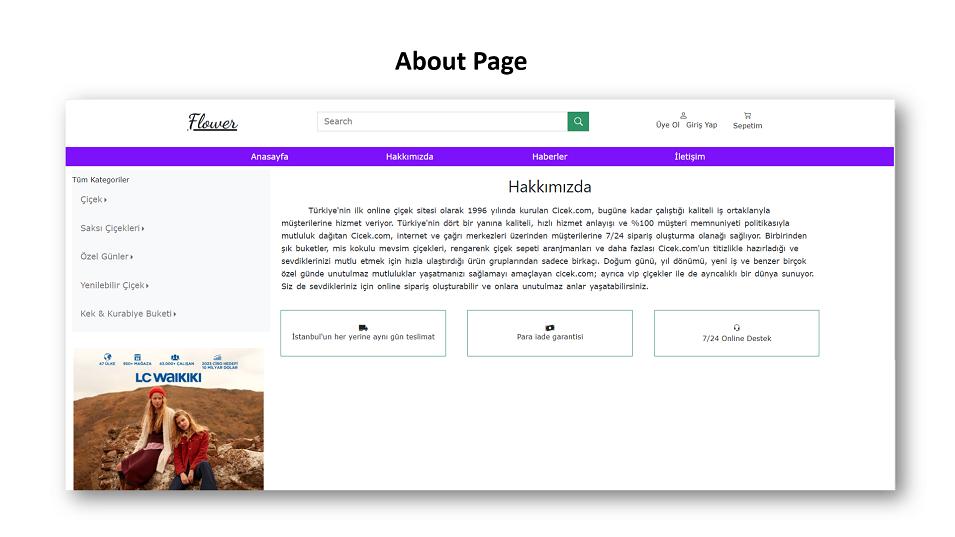 About Page
Flower
Search
Üye Ol Giriş Yap
Sepetim
Anasayfa
Hakkımızda
Haberler
İletişim
Tüm Kategoriler
Çiçek
Saksı Çiçekleri
Özel Günler
Yenilebilir Çiçek
Kek & Kurabiye Buketi
47 ÜLKE
63.000+ ÇALIŞAN
2023 CİRO HEDEFİ
10 MİLYAR DOLAR
LC WAIKIKI
Hakkımızda
Türkiye'nin ilk online çiçek sitesi olarak 1996 yılında kurulan Cicek.com, bugüne kadar çalıştığı kaliteli iş ortaklarıyla
müşterilerine hizmet veriyor. Türkiye'nin dört bir yanına kaliteli, hızlı hizmet anlayışı ve %100 müşteri memnuniyeti politikasıyla
mutluluk dağıtan Cicek.com, internet ve çağrı merkezleri üzerinden müşterilerine 7/24 sipariş oluşturma olanağı sağlıyor. Birbirinden
şık buketler, mis kokulu mevsim çiçekleri, rengarenk çiçek sepeti aranjmanları ve daha fazlası Cicek.com'un titizlikle hazırladığı ve
sevdiklerinizi mutlu etmek için hızla ulaştırdığı ürün gruplarından sadece birkaçı. Doğum günü, yıl dönümü, yeni iş ve benzer birçok
özel günde unutulmaz mutluluklar yaşatmanızı sağlamayı amaçlayan cicek.com; ayrıca vip çiçekler ile de ayrıcalıklı bir dünya sunuyor.
Siz de sevdikleriniz için online sipariş oluşturabilir ve onlara unutulmaz anlar yaşatabilirsiniz.
İstanbul'un her yerine aynı gün teslimat
Para iade garantisi
7/24 Online Destek